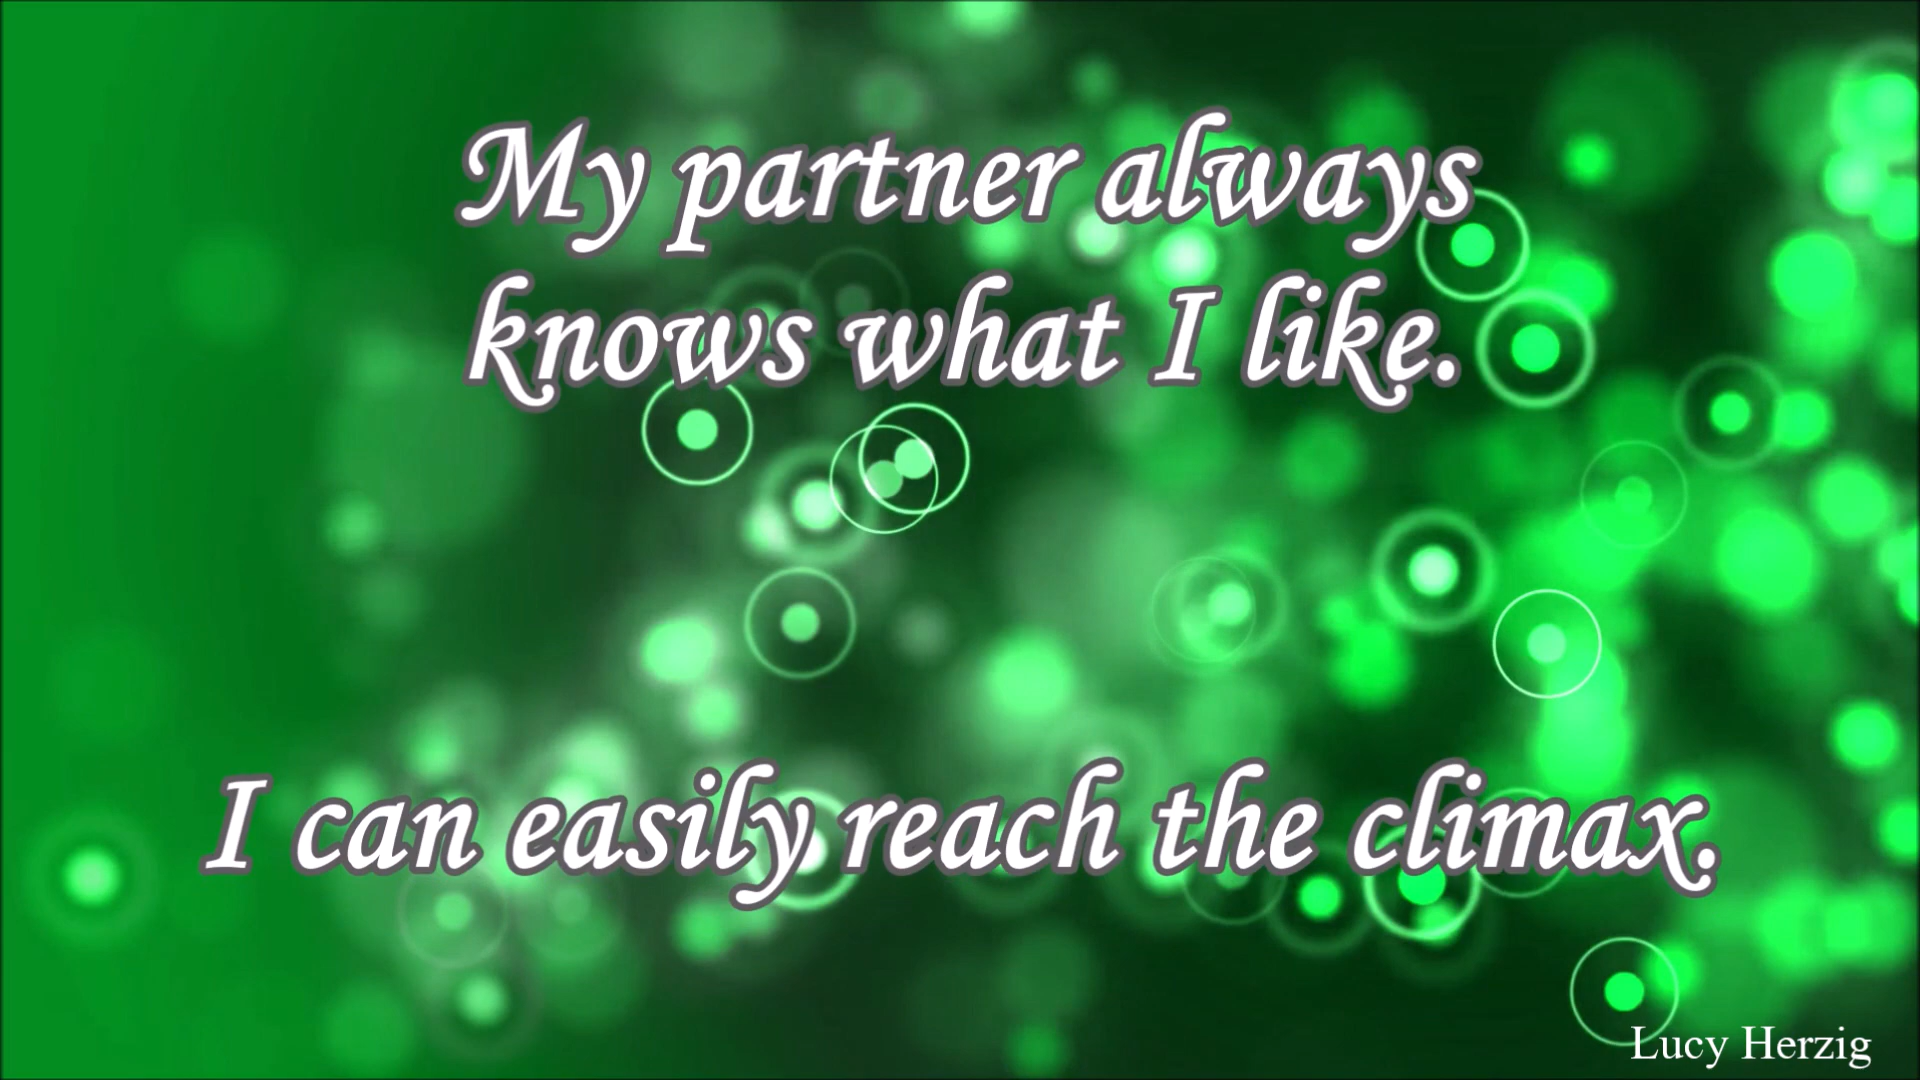 My partner always
knows what I like.
I can easily reach the climax.
Lucy Herzig